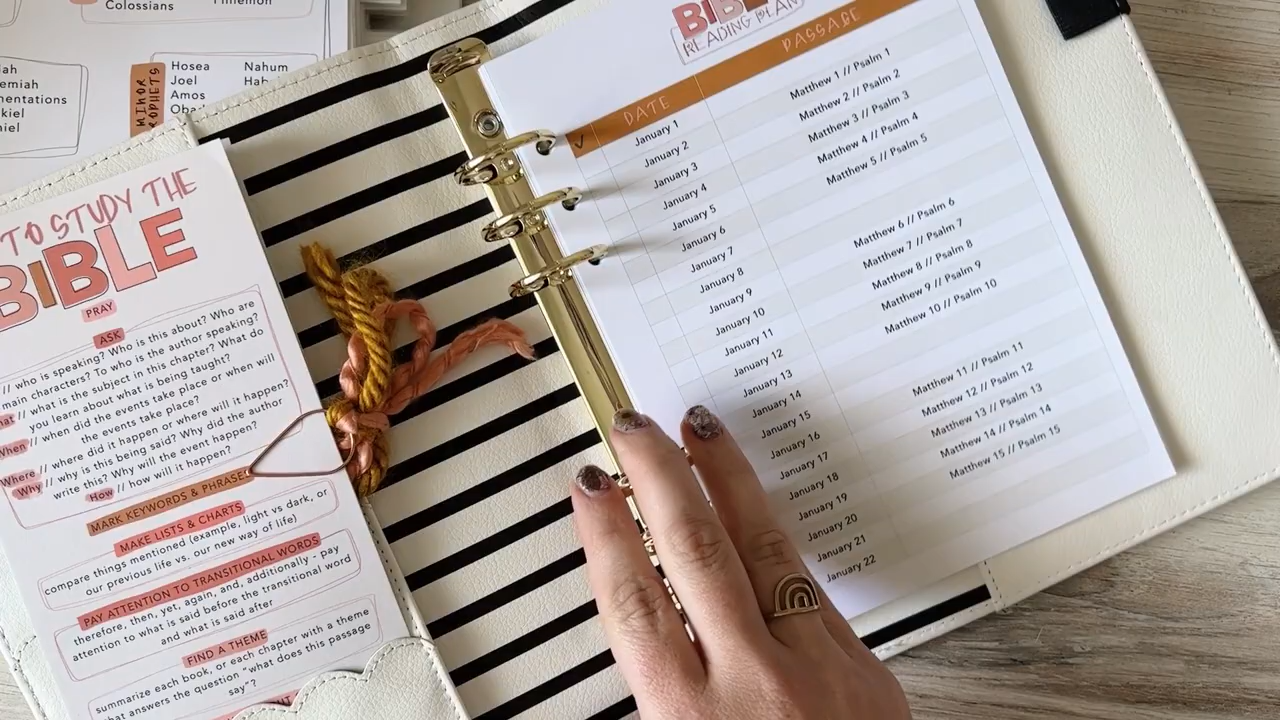 Colossians Philemon
MINOR
PROPHETS
Hosea Nahum
Joel
Amos
TO STUDY THE
BIBLE
PRAY
ASK
// who is speaking? Who is this about? Who are
main characters? To who is the author speaking?
// what is the subject in this chapter? What do
you learn about what is being taught?
When // when did the events take place or when will
the events take place?
Where // where did it happen or where will it happen?
Why // why is this being said? Why did the author
write this? Why will the event happen?
How // how will it happen?
MARK KEYWORDS & PHRASES
MAKE LISTS & CHARTS
compare things mentioned (example, light vs dark, or
our previous life vs. our new way of life)
PAY ATTENTION TO TRANSITIONAL WORDS
therefore, then, yet, again, and, additionally - pay
attention to what is said before the transitional word
and what is said after
FIND A THEME
summarize each book, or each chapter with a theme
that answers the question "what does this passage
say"?
BIBLE
READING PLAN
✓ DATE PASSAGE
January 1 Matthew 1 // Psalm 1
January 2 Matthew 2 // Psalm 2
January 3 Matthew 3 // Psalm 3
January 4 Matthew 4 // Psalm 4
January 5 Matthew 5 // Psalm 5
January 6
January 7
January 8 Matthew 6 // Psalm 6
January 9 Matthew 7 // Psalm 7
January 10 Matthew 8 // Psalm 8
January 11 Matthew 9 // Psalm 9
January 12 Matthew 10 // Psalm 10
January 13
January 14
January 15 Matthew 11 // Psalm 11
January 16 Matthew 12 // Psalm 12
January 17 Matthew 13 // Psalm 13
January 18 Matthew 14 // Psalm 14
January 19 Matthew 15 // Psalm 15
January 20
January 21
January 22